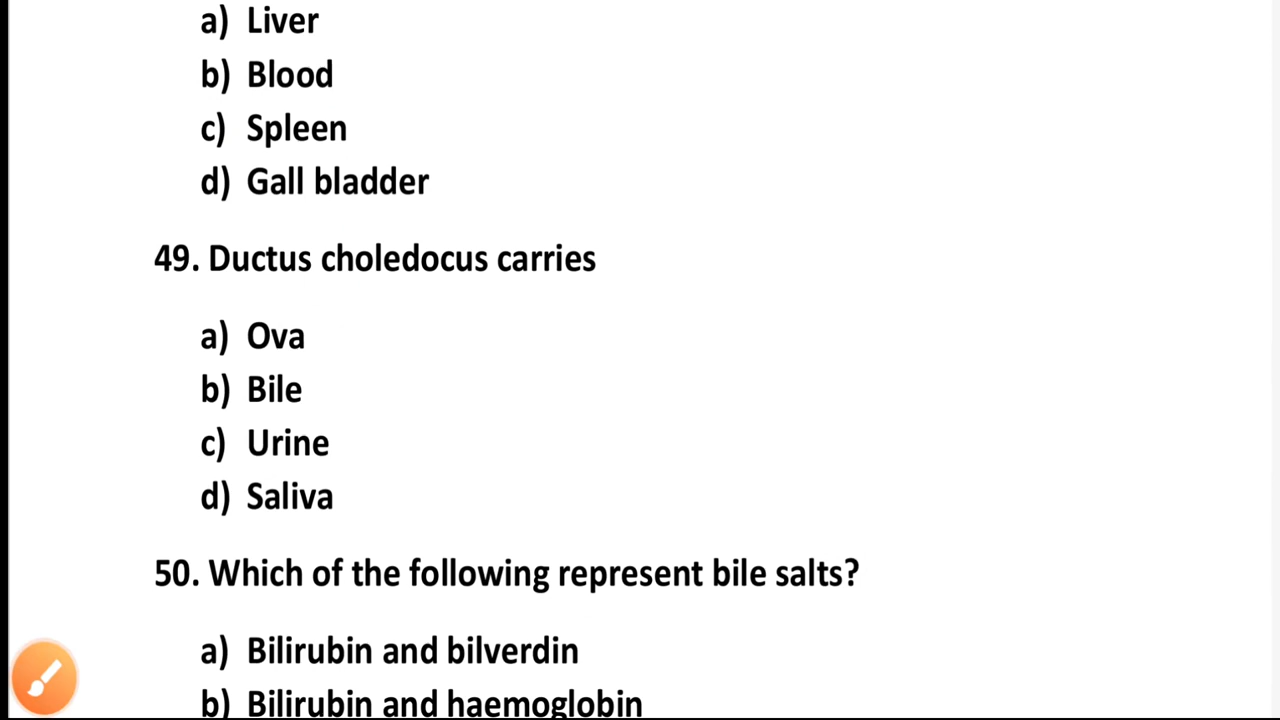 a) Liver
b) Blood
c) Spleen
d) Gall bladder
49. Ductus choledocus carries
a) Ova
b) Bile
c) Urine
d) Saliva
50. Which of the following represent bile salts?
a) Bilirubin and bilverdin
b) Bilirubin and haemoglobin